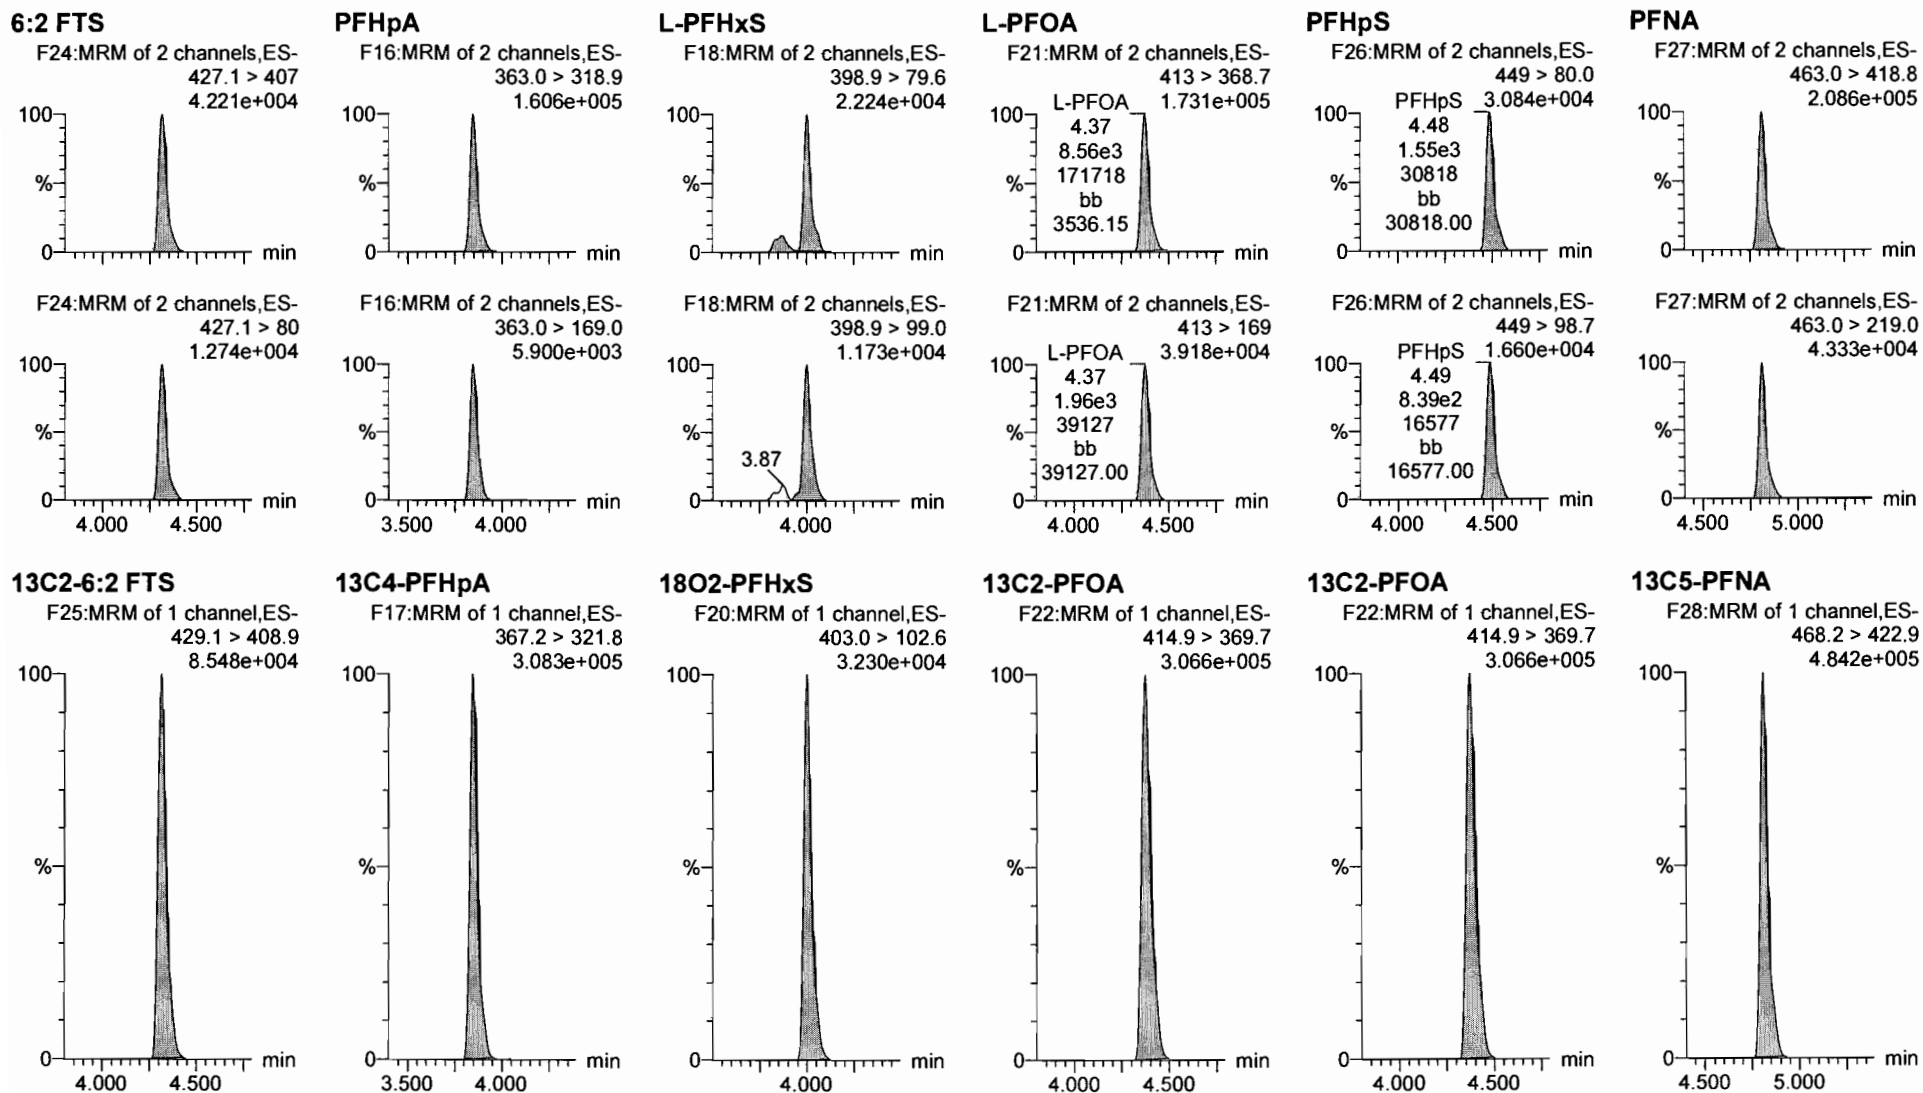 6:2 FTS
F24:MRM of 2 channels,ES-
427.1 > 407
4.221e+004
100
%
0
min
PFHpA
F16:MRM of 2 channels,ES-
363.0 > 318.9
1.606e+005
100
%
0
min
L-PFHxS
F18:MRM of 2 channels,ES-
398.9 > 79.6
2.224e+004
100
%
0
min
L-PFOA
F21:MRM of 2 channels,ES-
413 > 368.7
1.731e+005
L-PFOA
4.37
8.56e3
171718
bb
3536.15
100
%
0
min
PFHpS
F26:MRM of 2 channels,ES-
449 > 80.0
3.084e+004
PFHpS
4.48
1.55e3
30818
bb
30818.00
100
%
0
min
PFNA
F27:MRM of 2 channels,ES-
463.0 > 418.8
2.086e+005
100
%
0
min
F24:MRM of 2 channels,ES-
427.1 > 80
1.274e+004
100
%
0
min
4.000 4.500
F16:MRM of 2 channels,ES-
363.0 > 169.0
5.900e+003
100
%
0
min
3.500 4.000
F18:MRM of 2 channels,ES-
398.9 > 99.0
1.173e+004
100
%
3.87
0
min
4.000
F21:MRM of 2 channels,ES-
413 > 169
3.918e+004
L-PFOA
4.37
1.96e3
39127
bb
39127.00
100
%
0
min
4.000 4.500
F26:MRM of 2 channels,ES-
449 > 98.7
1.660e+004
PFHpS
4.49
8.39e2
16577
bb
16577.00
100
%
0
min
4.000 4.500
F27:MRM of 2 channels,ES-
463.0 > 219.0
4.333e+004
100
%
0
min
4.500 5.000
13C2-6:2 FTS
F25:MRM of 1 channel,ES-
429.1 > 408.9
8.548e+004
100
%
0
min
4.000 4.500
13C4-PFHpA
F17:MRM of 1 channel,ES-
367.2 > 321.8
3.083e+005
100
%
0
min
3.500 4.000
18O2-PFHxS
F20:MRM of 1 channel,ES-
403.0 > 102.6
3.230e+004
100
%
0
min
4.000
13C2-PFOA
F22:MRM of 1 channel,ES-
414.9 > 369.7
3.066e+005
100
%
0
min
4.000 4.500
13C2-PFOA
F22:MRM of 1 channel,ES-
414.9 > 369.7
3.066e+005
100
%
0
min
4.000 4.500
13C5-PFNA
F28:MRM of 1 channel,ES-
468.2 > 422.9
4.842e+005
100
%
0
min
4.500 5.000